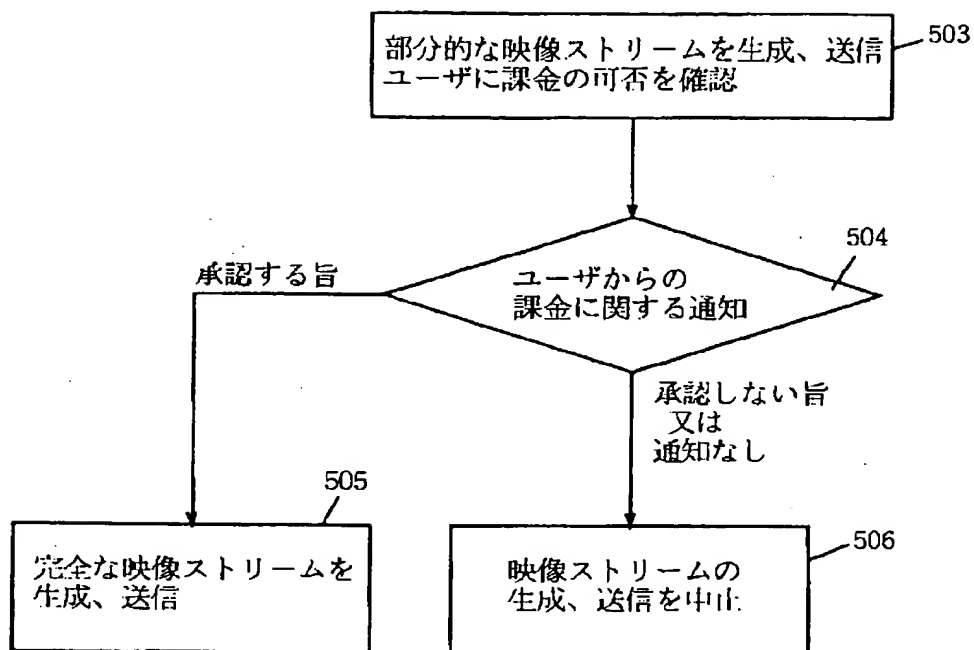 部分的な映像ストリームを生成、送信
ユーザに課金の可否を確認
503
504
ユーザからの
課金に関する通知
承認する旨
承認しない旨
又は
通知なし
505
完全な映像ストリームを
生成、送信
506
映像ストリームの
生成、送信を中止